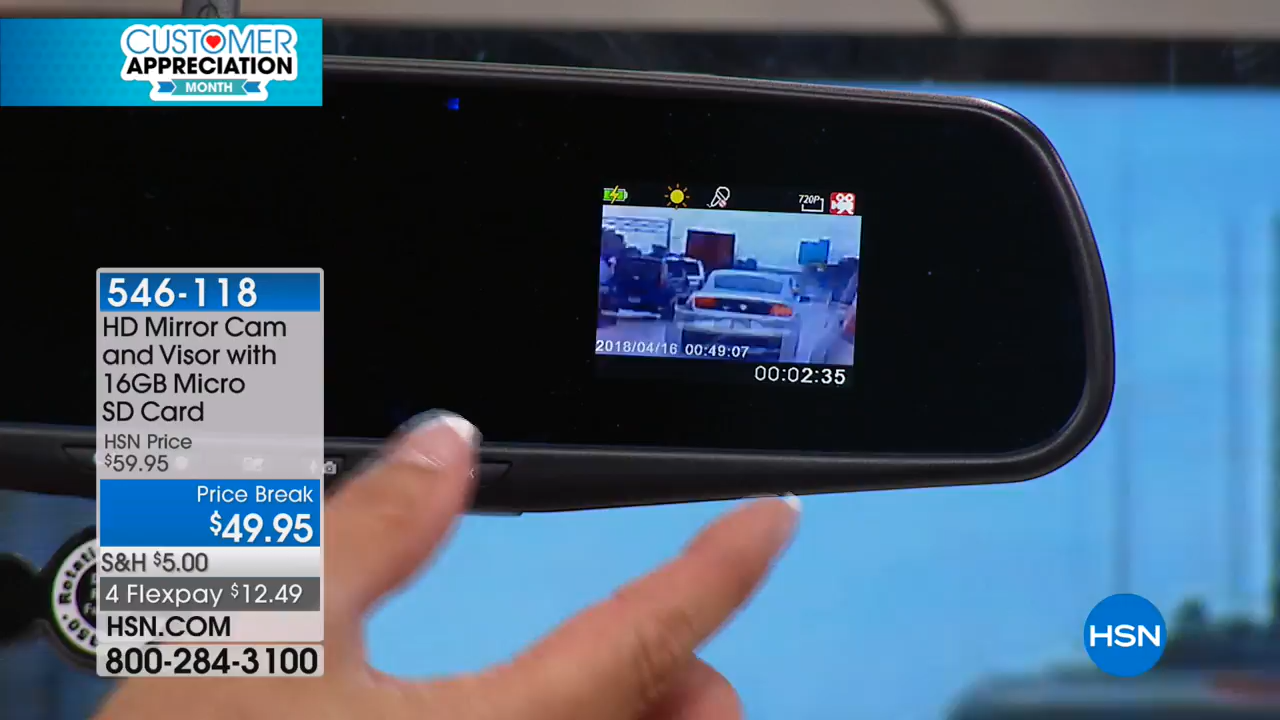 CUSTOMER
APPRECIATION
MONTH
720P
2018/04/16 00:49:07
00:02:35
546-118
HD Mirror Cam
and Visor with
16GB Micro
SD Card
HSN Price
$59.95
Price Break
$49.95
S&H $5.00
4 Flexpay $12.49
HSN.COM
800-284-3100
HSN